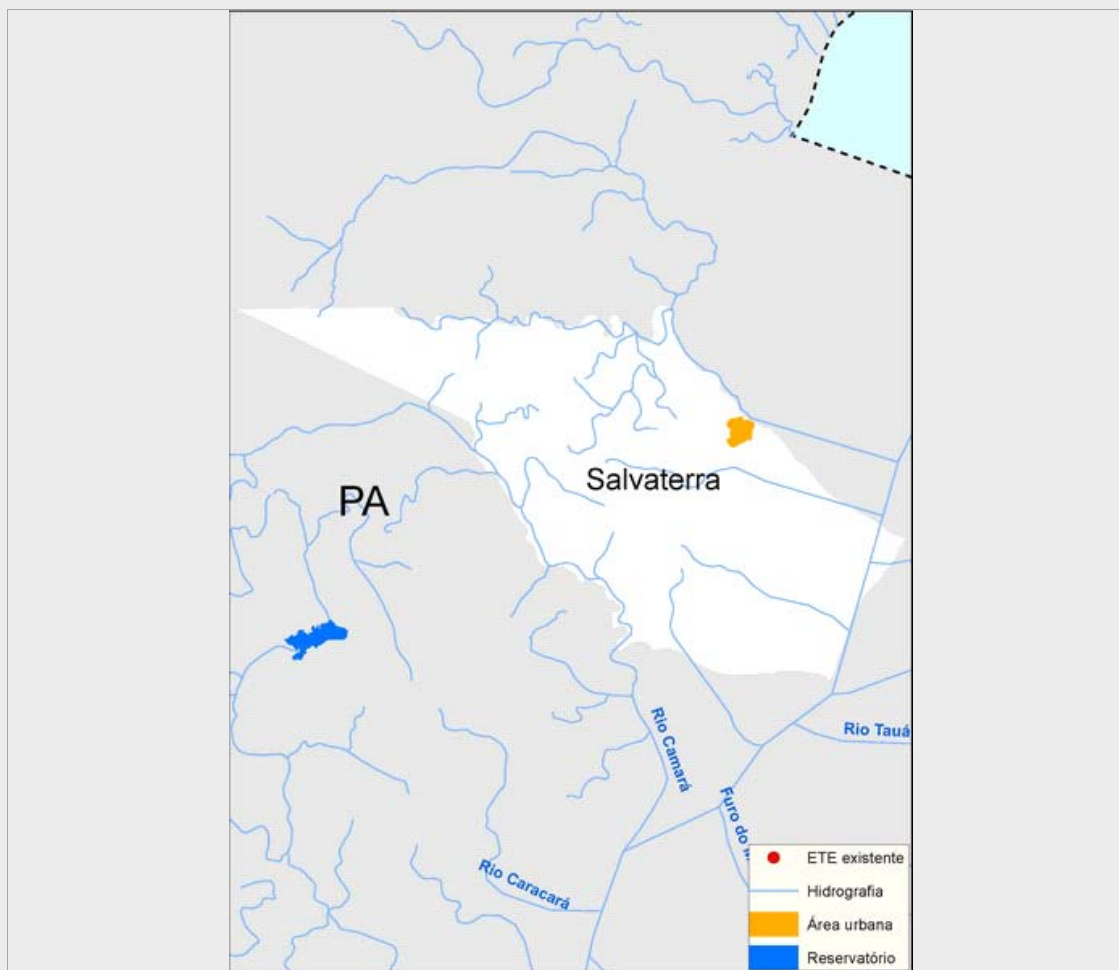 Salvaterra
PA
Rio Tauá
Rio Camará
Furo do
Rio Caracará
ETE existente
Hidrografia
Área urbana
Reservatório